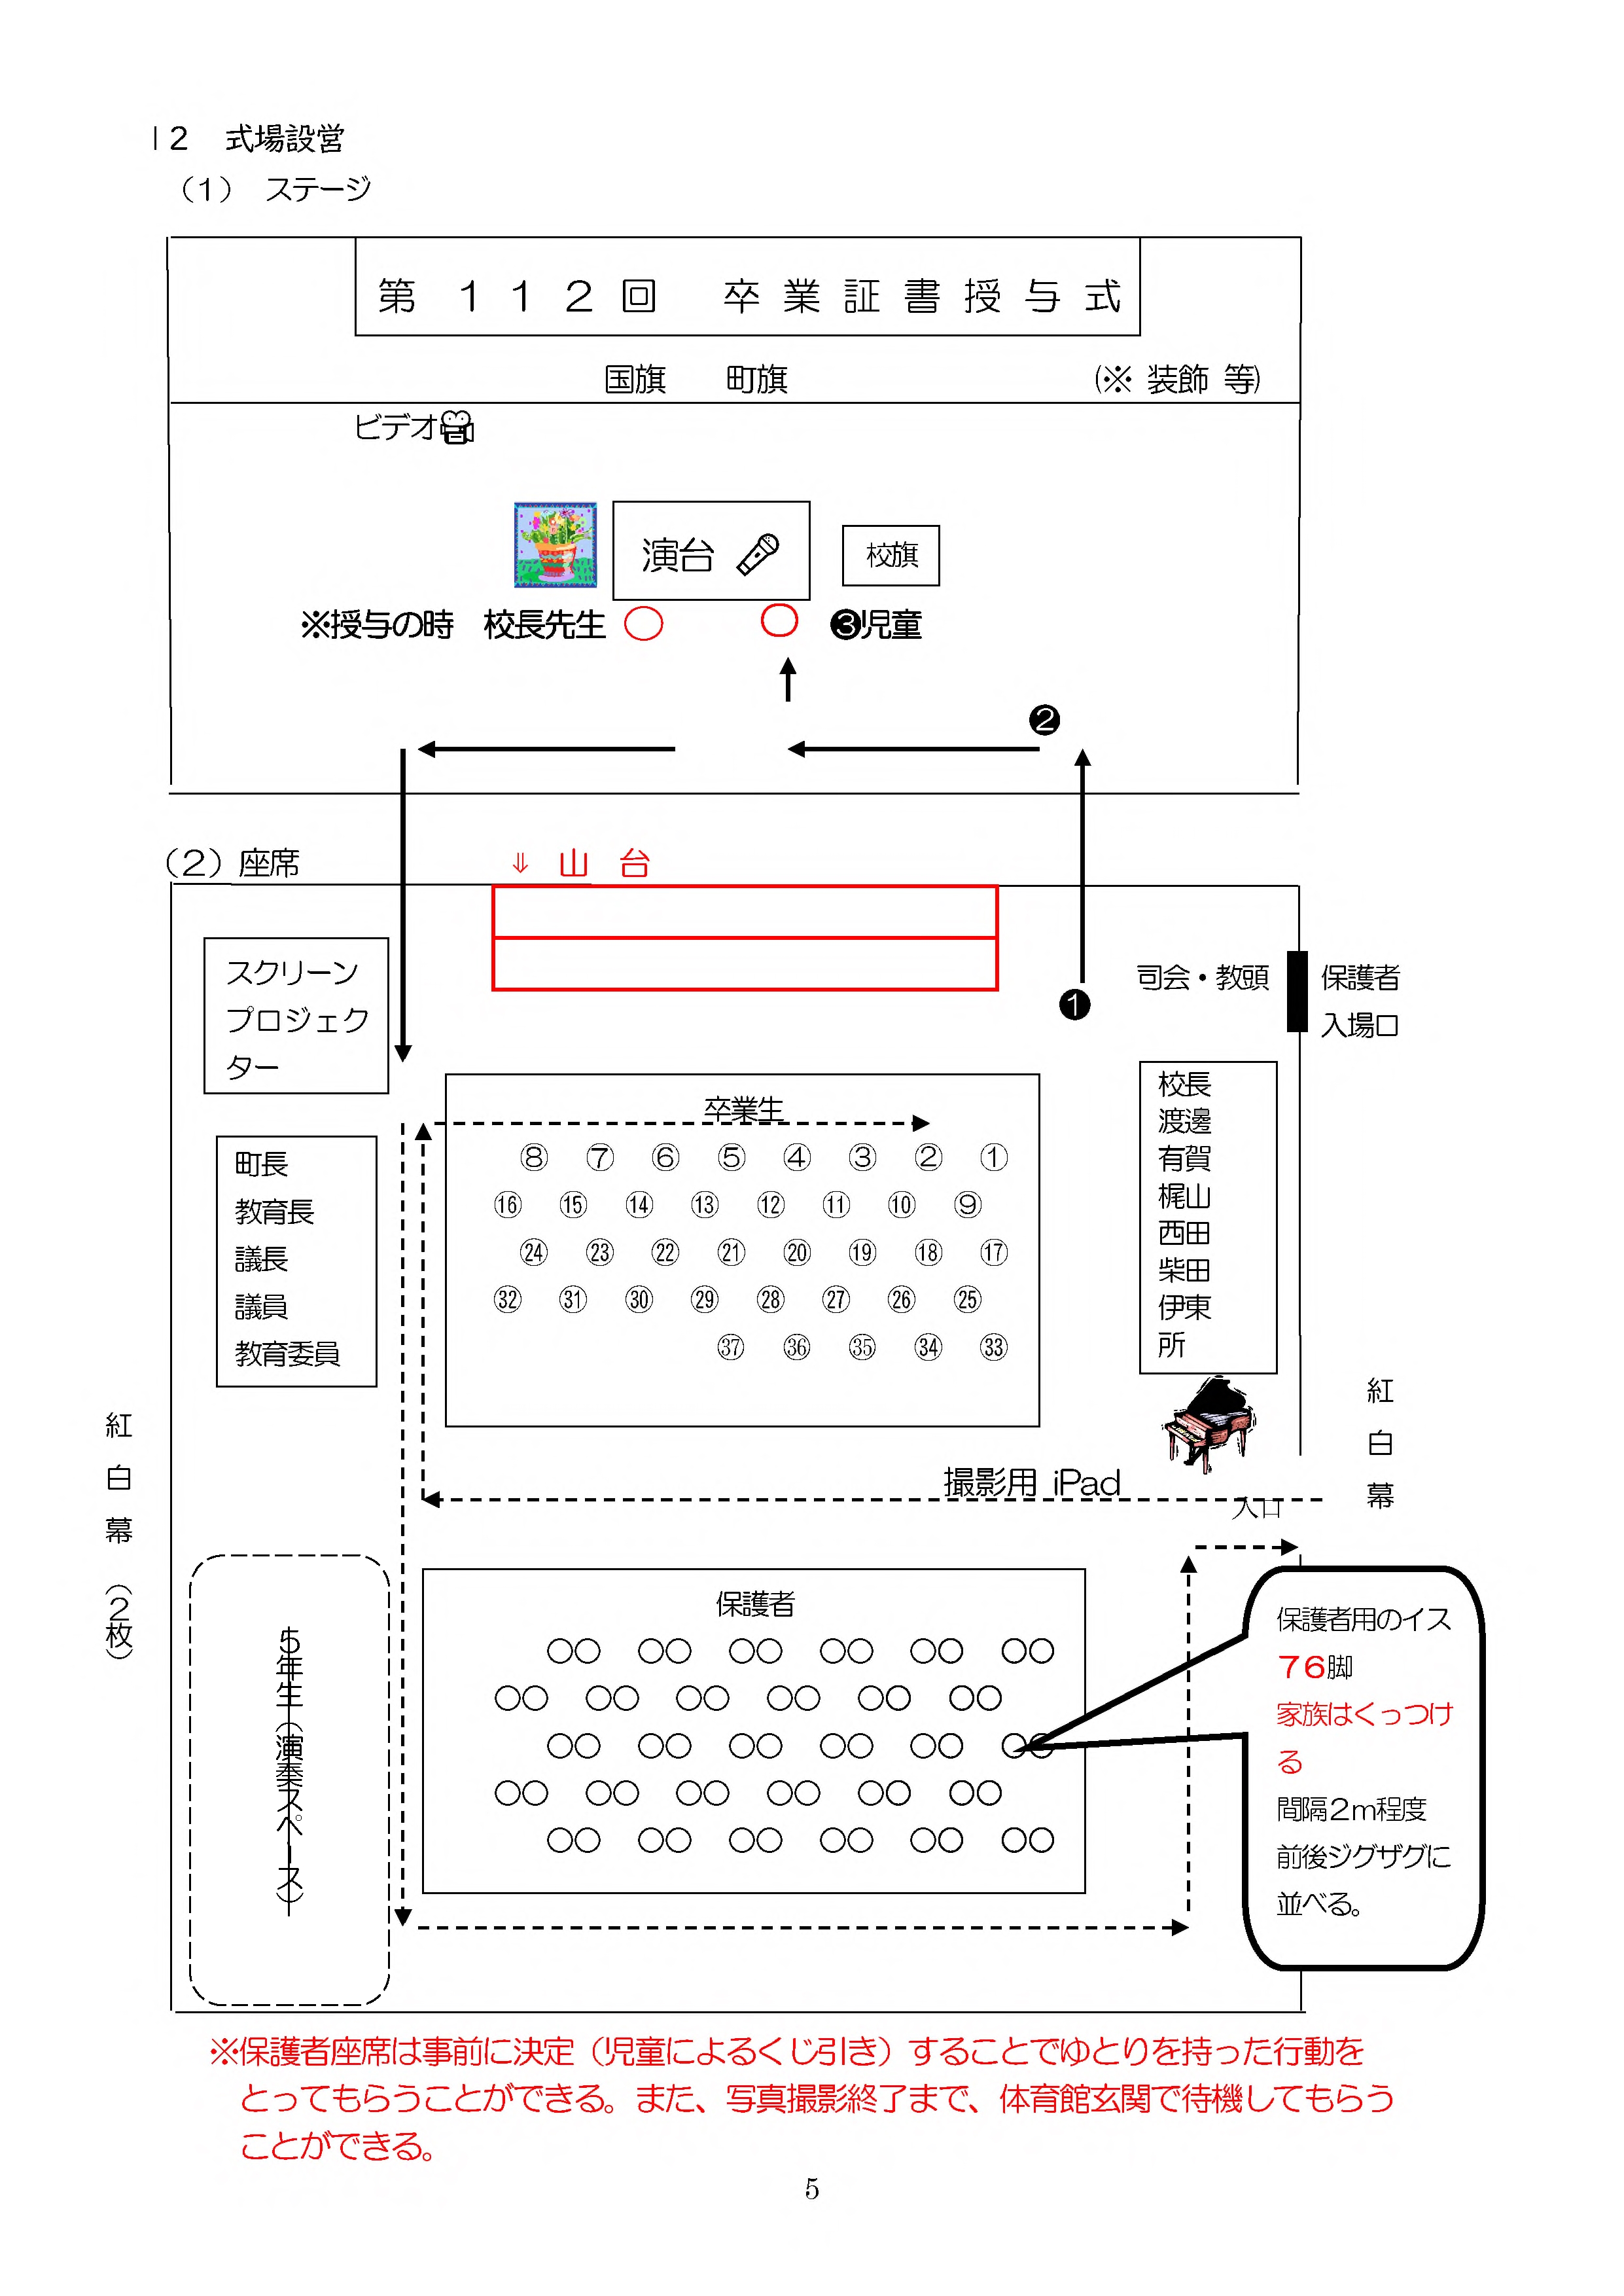 12　式場設営
（1）　ステージ
第　１１２回　卒業証書授与式
国旗　　町旗　　(※ 装飾 等)
ビデオ
演台
校旗
※授与の時　校長先生　○　○　❸児童
❷
（2）座席　⇓ 山 台
スクリーン
プロジェク
ター
❶
司会・教頭
保護者
入場口
町長
教育長
議長
議員
教育委員
卒業生
⑧ ⑦ ⑥ ⑤ ④ ③ ② ①
⑯ ⑮ ⑭ ⑬ ⑫ ⑪ ⑩ ⑨
㉔ ㉓ ㉒ ㉑ ⑳ ⑲ ⑱ ⑰
㉜ ㉛ ㉚ ㉙ ㉘ ㉗ ㉖ ㉕
㊲ ㊱ ㉟ ㉞ ㉝
校長
渡邊
有賀
梶山
西田
柴田
伊東
所
紅白幕（2枚）
紅白幕
撮影用 iPad
入口
5年生（演奏スペース）
保護者
○○ ○○ ○○ ○○ ○○ ○○
○○ ○○ ○○ ○○ ○○ ○○
○○ ○○ ○○ ○○ ○○ ○○
○○ ○○ ○○ ○○ ○○ ○○
○○ ○○ ○○ ○○ ○○ ○○
保護者用のイス
７６脚
家族はくっつけ
る
間隔2m程度
前後ジグザグに
並べる。
※保護者座席は事前に決定（児童によるくじ引き）することでゆとりを持った行動を
とってもらうことができる。また、写真撮影終了まで、体育館玄関で待機してもらう
ことができる。
5